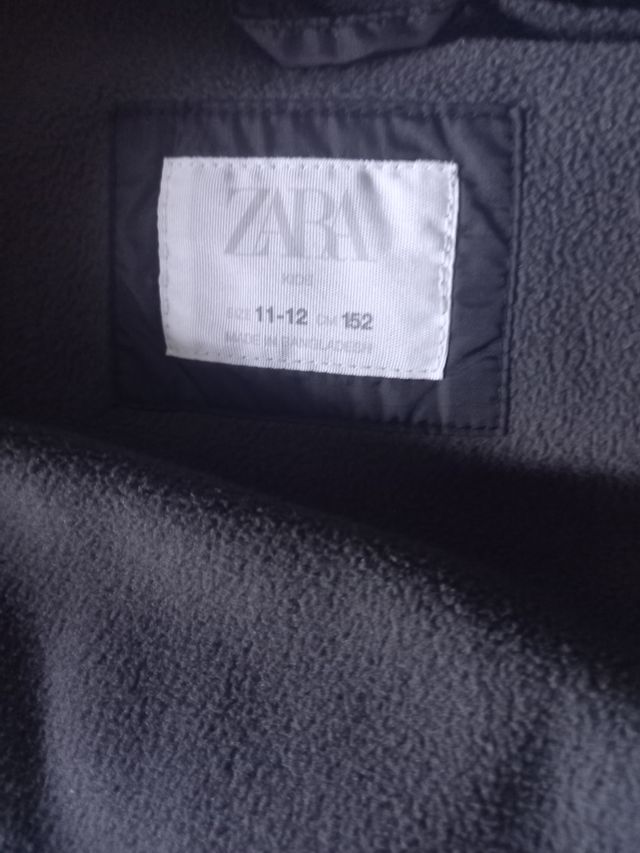 ZARA
KIDS
SIZE 11-12 CM 152
MADE IN BANGLADESH